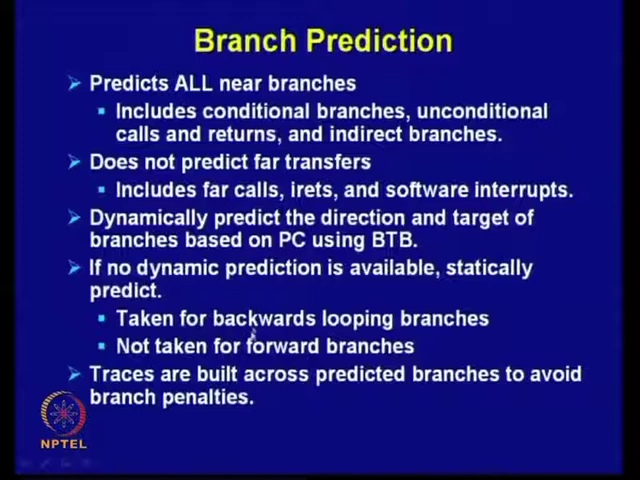 Branch Prediction
Predicts ALL near branches
Includes conditional branches, unconditional
calls and returns, and indirect branches.
Does not predict far transfers
Includes far calls, irets, and software interrupts.
Dynamically predict the direction and target of
branches based on PC using BTB.
If no dynamic prediction is available, statically
predict.
Taken for backwards looping branches
Not taken for forward branches
Traces are built across predicted branches to avoid
branch penalties.
NPTEL